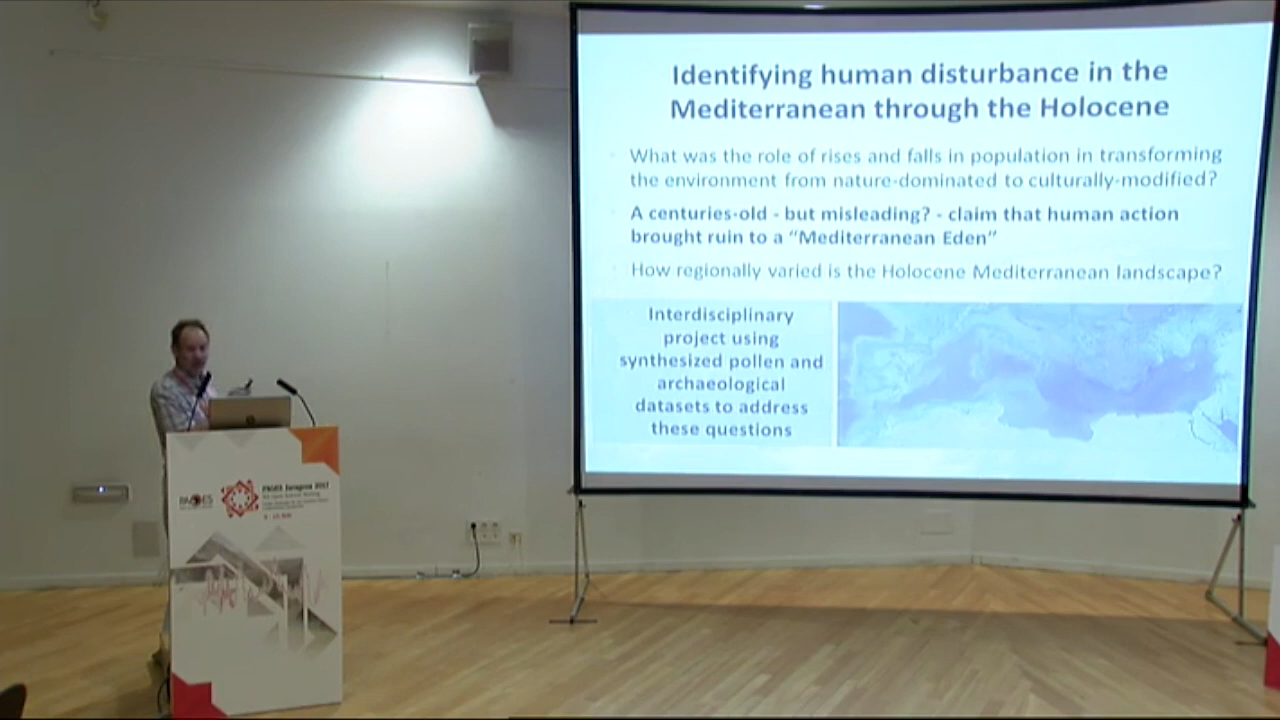 Identifying human disturbance in the
Mediterranean through the Holocene
What was the role of rises and falls in population in transforming
the environment from nature-dominated to culturally-modified?
A centuries-old - but misleading? - claim that human action
brought ruin to a “Mediterranean Eden”
How regionally varied is the Holocene Mediterranean landscape?
Interdisciplinary
project using
synthesized pollen and
archaeological
datasets to address
these questions
PAGES
PAGES Zaragoza 2017